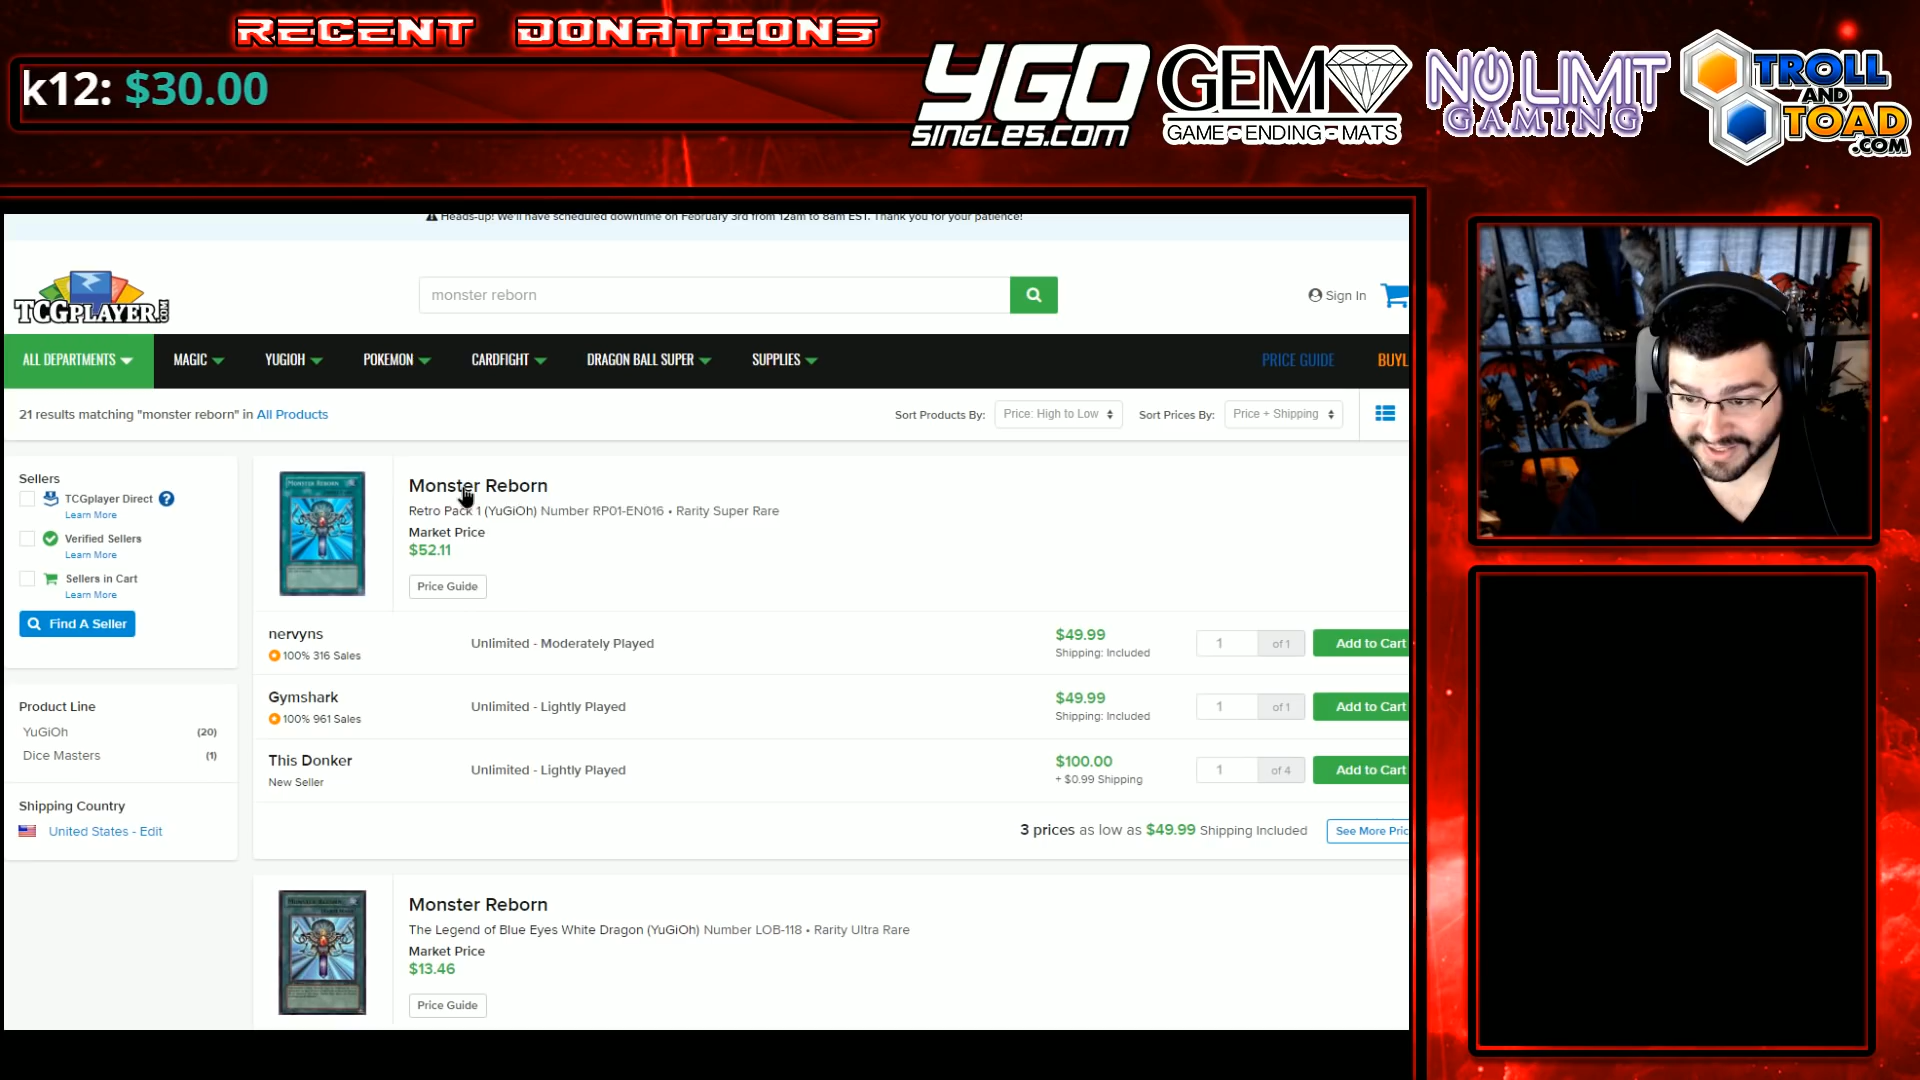 RECENT DONATIONS
k12: $30.00
YGO
SINGLES.COM
GEM
GAME-ENDING-MATS
NO LIMIT
GAMING
TROLL
AND
TOAD
.COM
Heads-up! We'll have scheduled downtime on February 3rd from 12am to 8am EST. Thank you for your patience!
TCGPLAYER.COM
monster reborn
Sign In
ALL DEPARTMENTS MAGIC YUGIOH POKEMON CARDFIGHT DRAGON BALL SUPER SUPPLIES PRICE GUIDE BUYL
21 results matching "monster reborn" in All Products
Sort Products By: Price: High to Low Sort Prices By: Price + Shipping
Sellers
TCGplayer Direct ?
Learn More
Verified Sellers
Learn More
Sellers in Cart
Learn More
Find A Seller
Product Line
YuGiOh (20)
Dice Masters (1)
Shipping Country
United States - Edit
MONSTER REBORN
Monster Reborn
Retro Pack 1 (YuGiOh) Number RP01-EN016 • Rarity Super Rare
Market Price
$52.11
Price Guide
nervyns
100% 316 Sales
Unlimited - Moderately Played
$49.99
Shipping: Included
1 of 1
Add to Cart
Gymshark
100% 961 Sales
Unlimited - Lightly Played
$49.99
Shipping: Included
1 of 1
Add to Cart
This Donker
New Seller
Unlimited - Lightly Played
$100.00
+ $0.99 Shipping
1 of 4
Add to Cart
3 prices as low as $49.99 Shipping Included
See More Pric
MONSTER REBORN
Monster Reborn
The Legend of Blue Eyes White Dragon (YuGiOh) Number LOB-118 • Rarity Ultra Rare
Market Price
$13.46
Price Guide